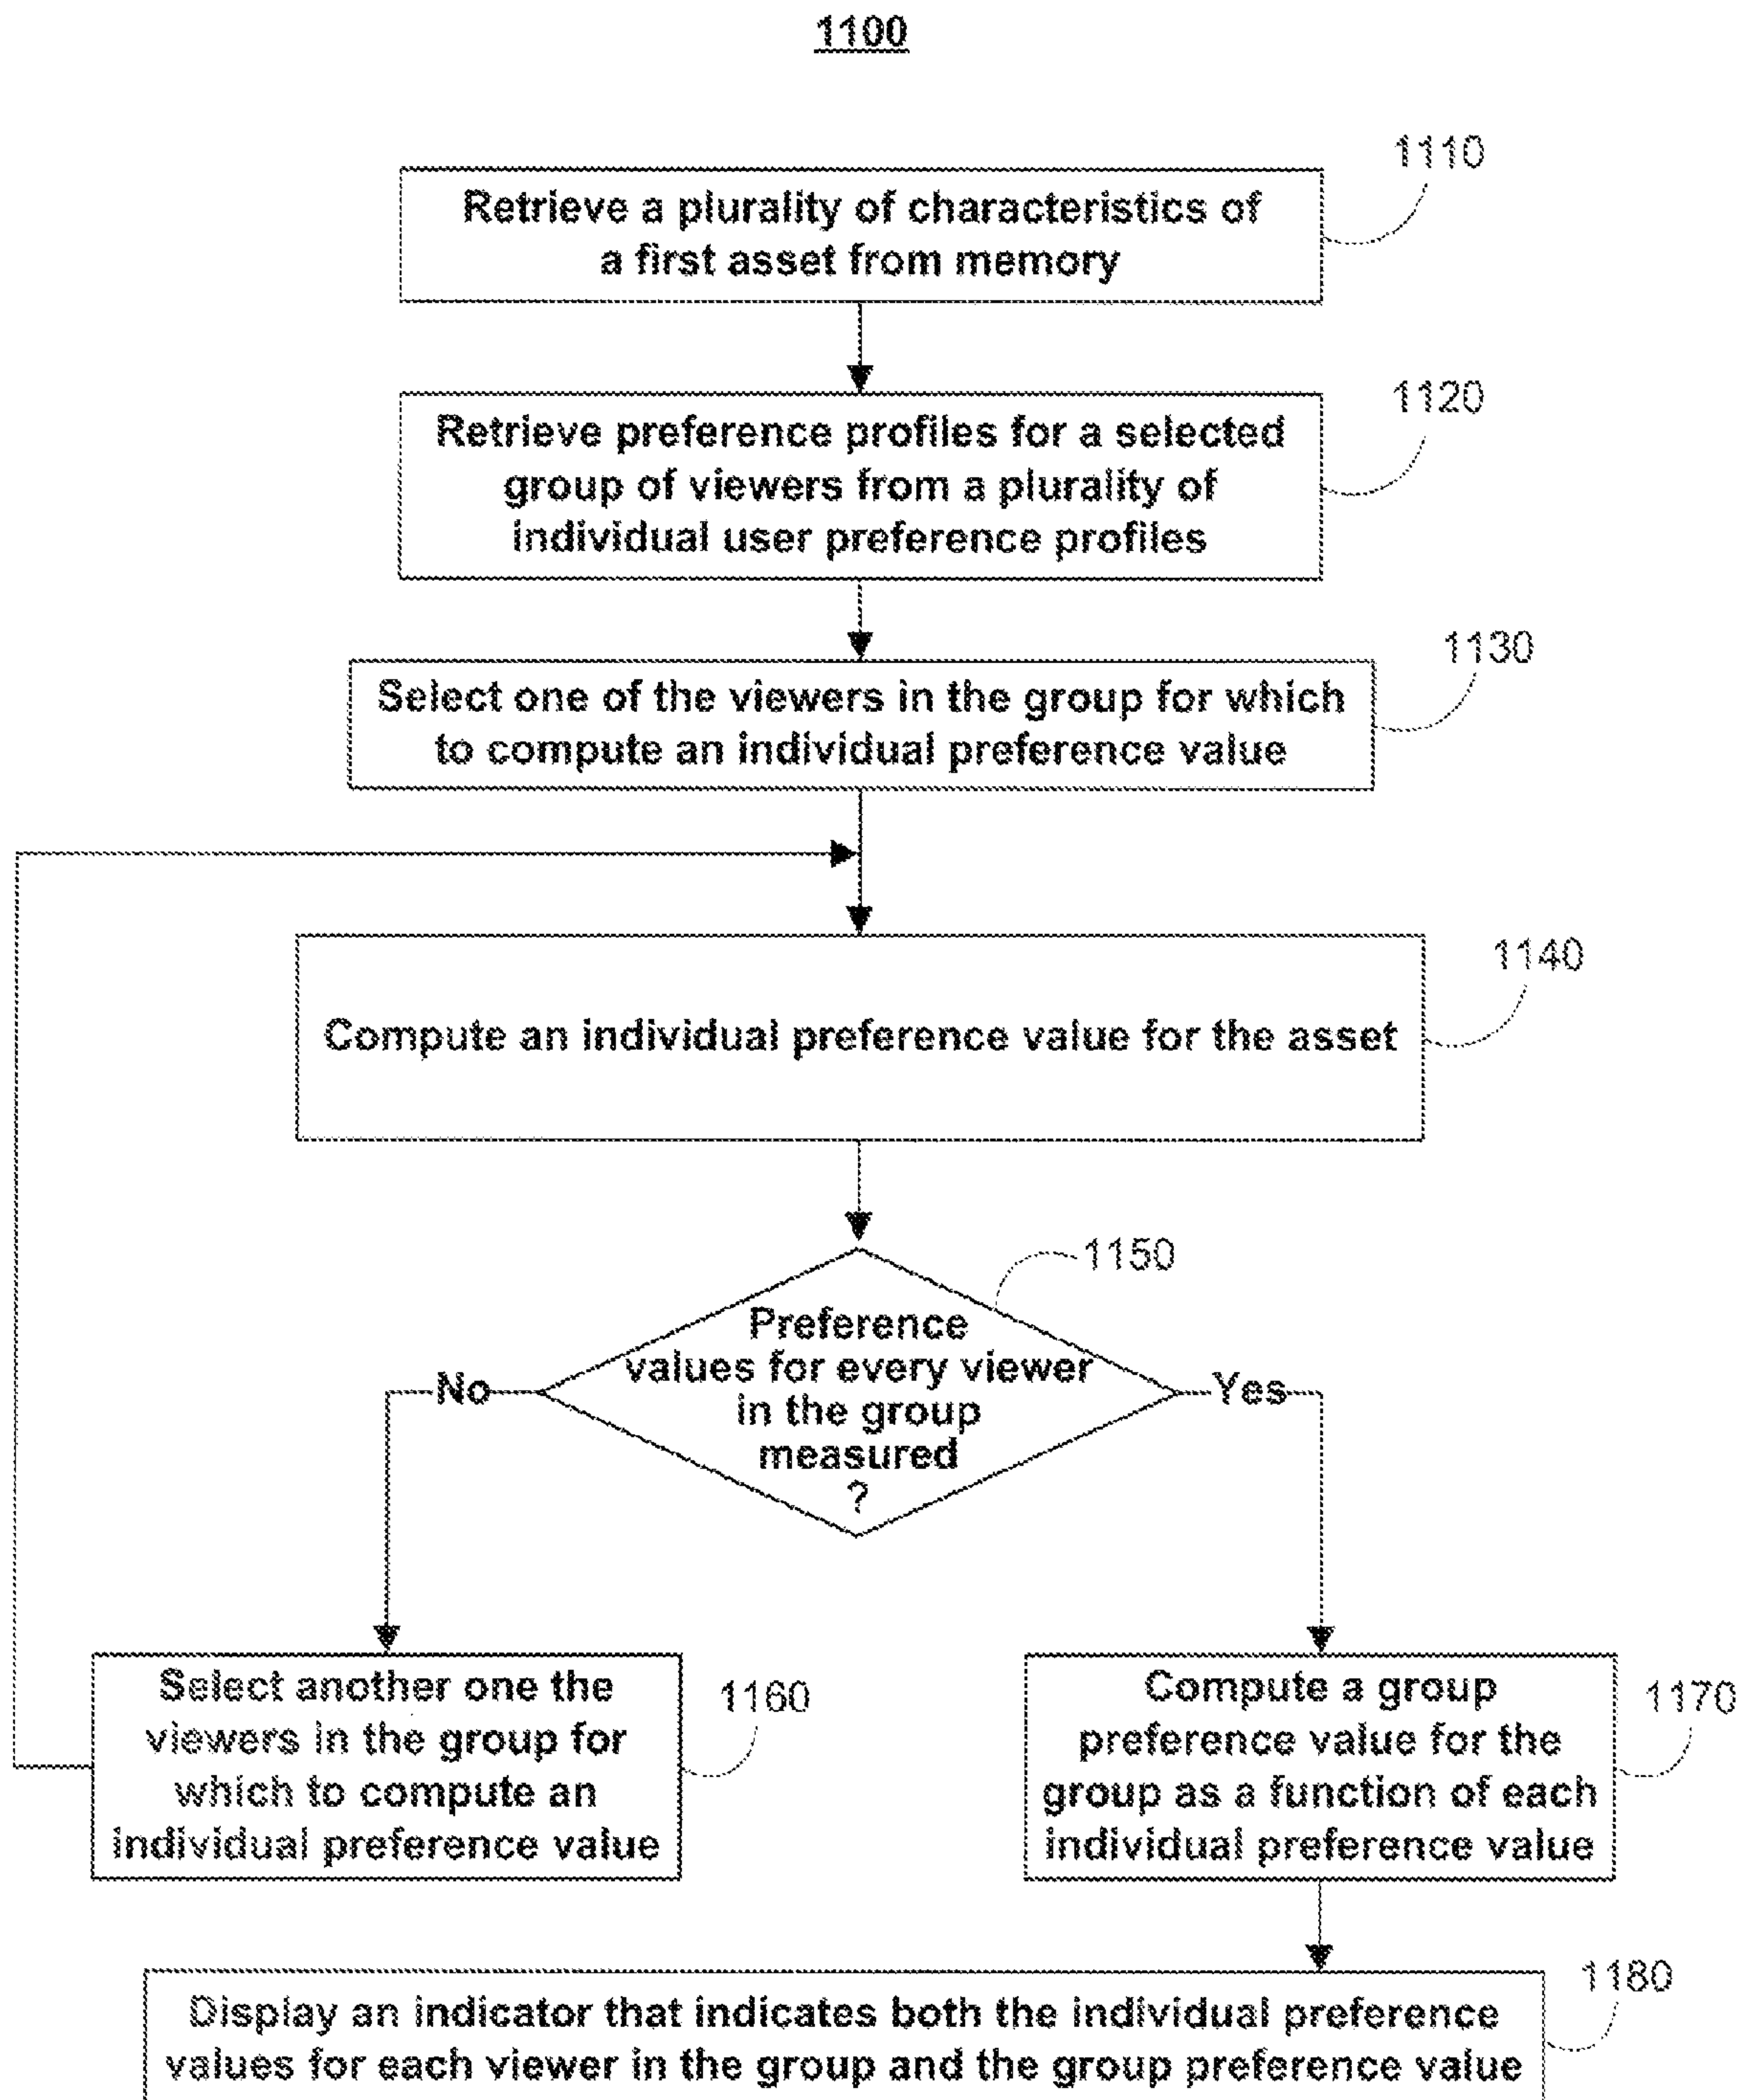 1100
1110
Retrieve a plurality of characteristics of
a first asset from memory
1120
Retrieve preference profiles for a selected
group of viewers from a plurality of
individual user preference profiles
1130
Select one of the viewers in the group for which
to compute an individual preference value
1140
Compute an individual preference value for the asset
1150
Preference
values for every viewer
in the group
measured
?
No
Yes
Select another one the
viewers in the group for
which to compute an
individual preference value
1160
Compute a group
preference value for the
group as a function of each
individual preference value
1170
1180
Display an indicator that indicates both the individual preference
values for each viewer in the group and the group preference value